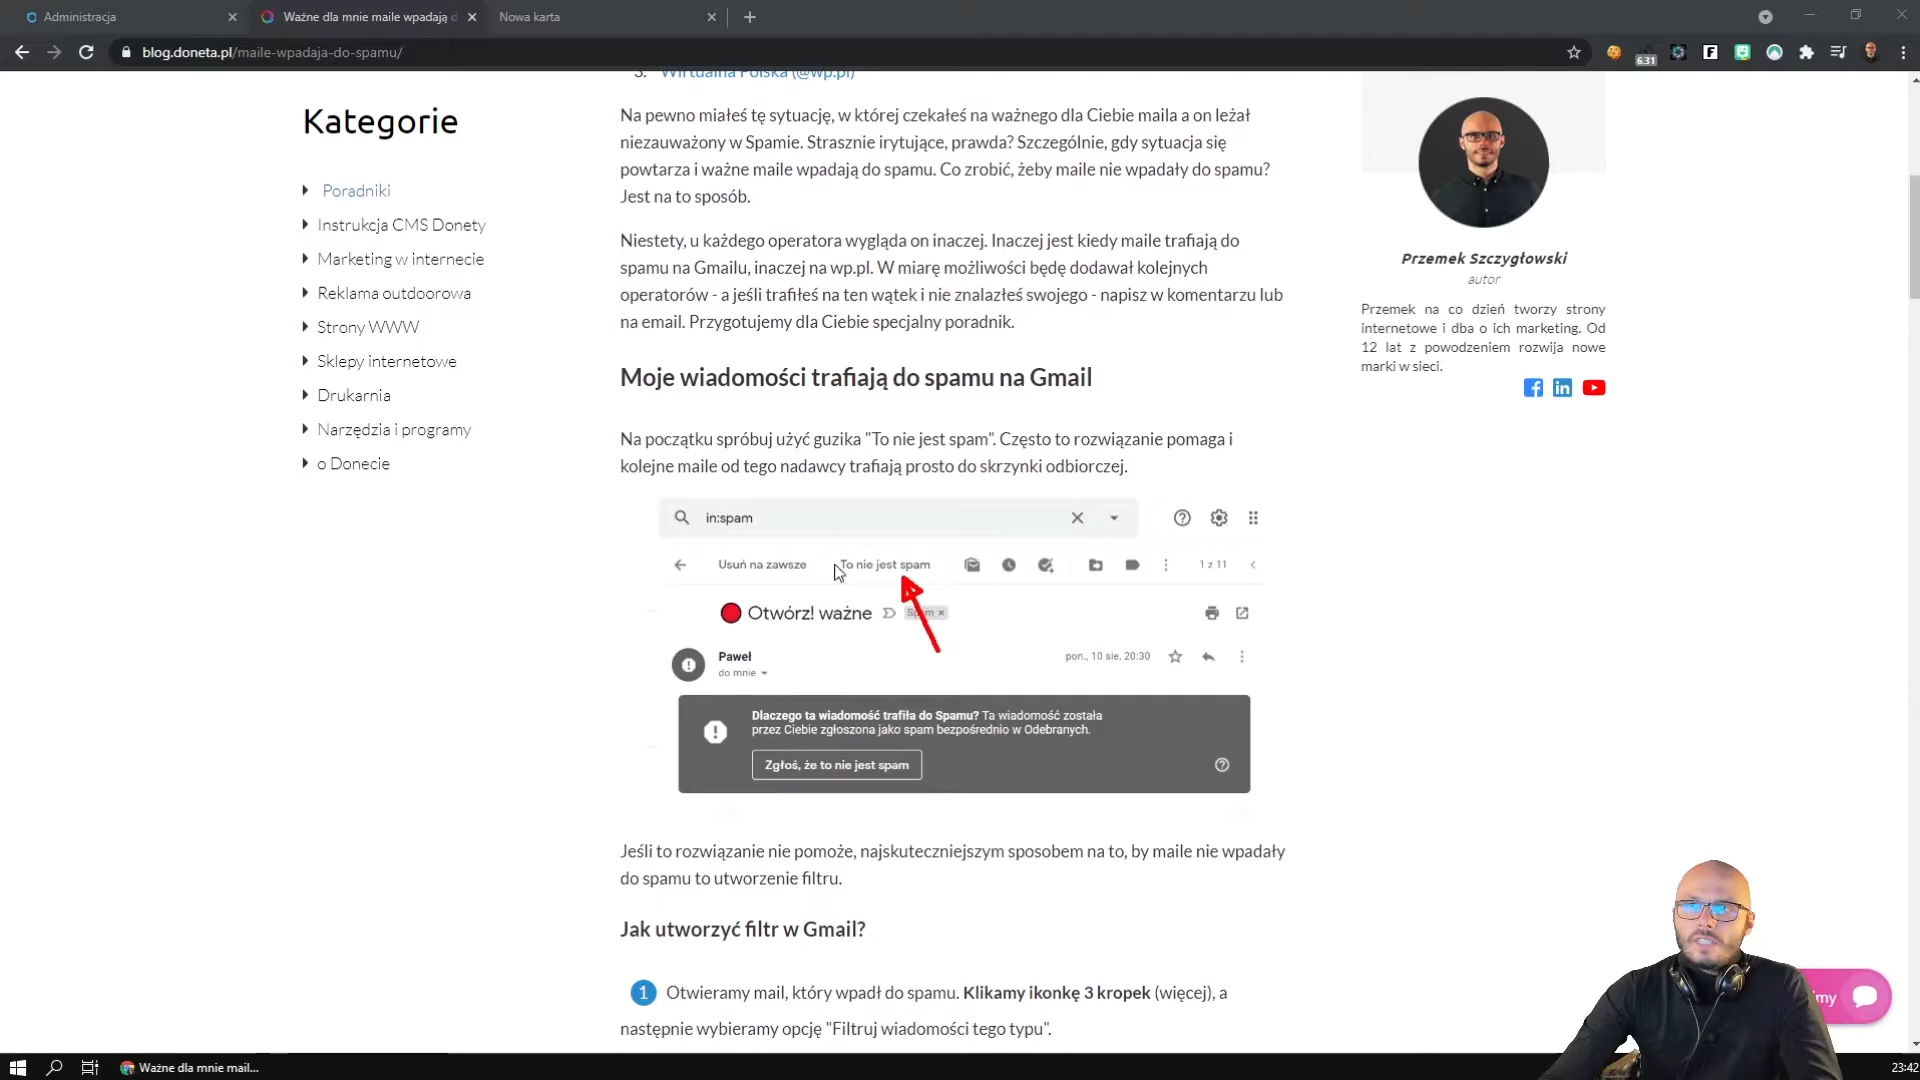 Administracja
Ważne dla mnie maile wpadają d
Nowa karta
blog.doneta.pl/maile-wpadaja-do-spamu/
6.31
3. Wirtualna Polska (@wp.pl)
Kategorie
Poradniki
Instrukcja CMS Donety
Marketing w internecie
Reklama outdoorowa
Strony WWW
Sklepy internetowe
Drukarnia
Narzędzia i programy
o Donecie
Na pewno miałeś tę sytuację, w której czekałeś na ważnego dla Ciebie maila a on leżał
niezauważony w Spamie. Strasznie irytujące, prawda? Szczególnie, gdy sytuacja się
powtarza i ważne maile wpadają do spamu. Co zrobić, żeby maile nie wpadały do spamu?
Jest na to sposób.
Niestety, u każdego operatora wygląda on inaczej. Inaczej jest kiedy maile trafiają do
spamu na Gmailu, inaczej na wp.pl. W miarę możliwości będę dodawał kolejnych
operatorów - a jeśli trafiłeś na ten wątek i nie znalazłeś swojego - napisz w komentarzu lub
na email. Przygotujemy dla Ciebie specjalny poradnik.
Moje wiadomości trafiają do spamu na Gmail
Na początku spróbuj użyć guzika "To nie jest spam". Często to rozwiązanie pomaga i
kolejne maile od tego nadawcy trafiają prosto do skrzynki odbiorczej.
in:spam
Usuń na zawsze
To nie jest spam
1 z 11
Otwórz! ważne
Spam x
Paweł
do mnie
pon., 10 sie, 20:30
Dlaczego ta wiadomość trafiła do Spamu? Ta wiadomość została
przez Ciebie zgłoszona jako spam bezpośrednio w Odebranych.
Zgłoś, że to nie jest spam
Jeśli to rozwiązanie nie pomoże, najskuteczniejszym sposobem na to, by maile nie wpadały
do spamu to utworzenie filtru.
Jak utworzyć filtr w Gmail?
1 Otwieramy mail, który wpadł do spamu. Klikamy ikonkę 3 kropek (więcej), a
następnie wybieramy opcję "Filtruj wiadomości tego typu".
Przemek Szczygłowski
autor
Przemek na co dzień tworzy strony
internetowe i dba o ich marketing. Od
12 lat z powodzeniem rozwija nowe
marki w sieci.
my
Ważne dla mnie mail...
23:42